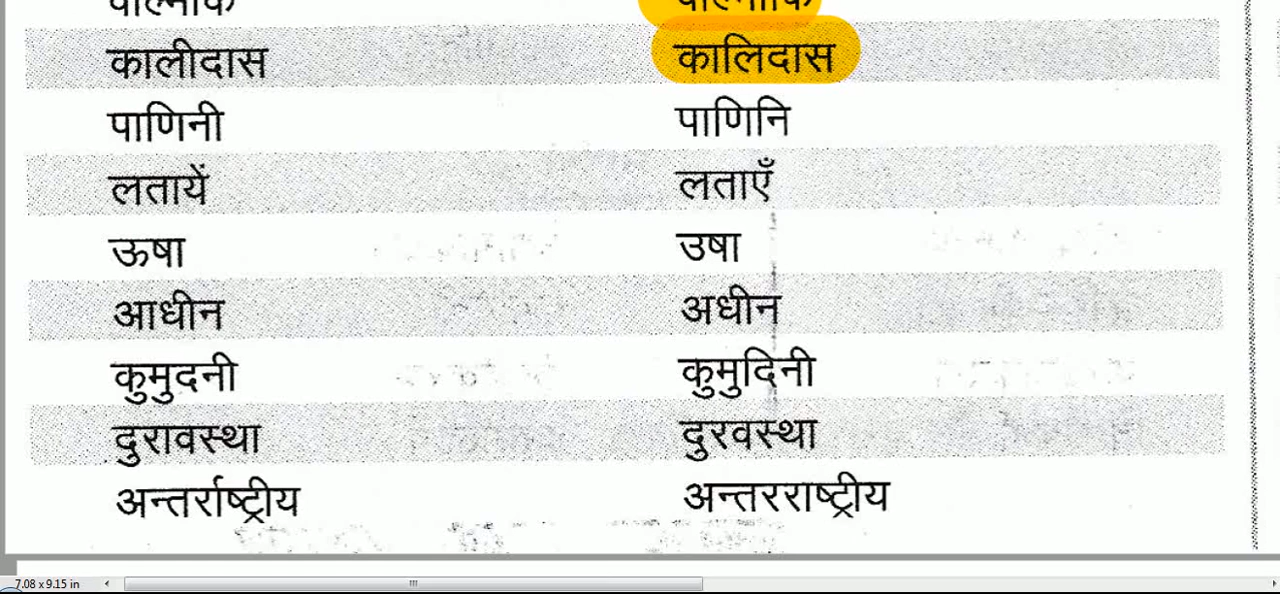 कालीदास कालिदास
पाणिनी पाणिनि
लतायें लताएँ
ऊषा उषा
आधीन अधीन
कुमुदनी कुमुदिनी
दुरावस्था दुरवस्था
अन्तर्राष्ट्रीय अन्तरराष्ट्रीय
7.08 x 9.15 in